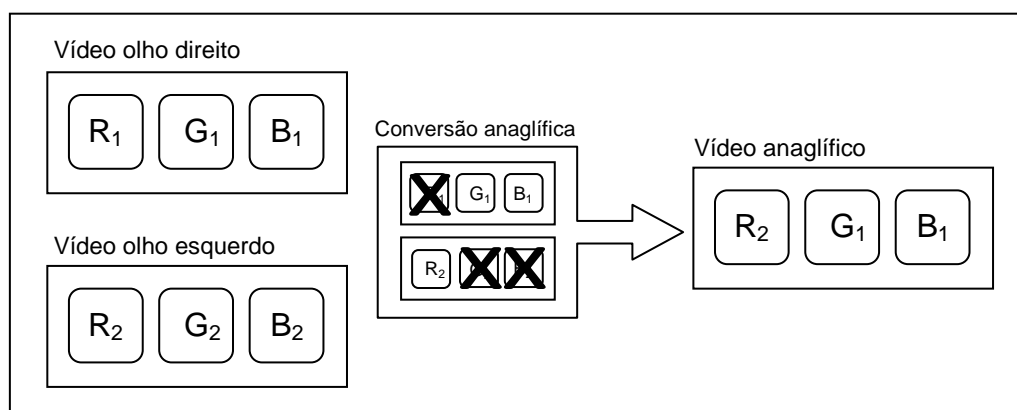 Vídeo olho direito
R₁ G₁ B₁
Vídeo olho esquerdo
R₂ G₂ B₂
Conversão anaglífica
G₁ B₁
R₂
Vídeo anaglífico
R₂ G₁ B₁